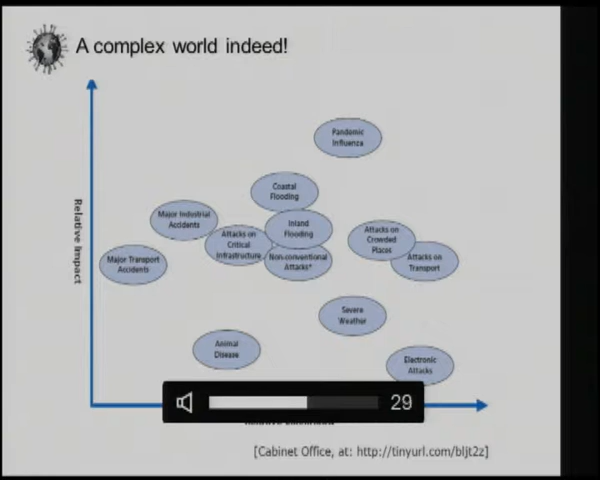 A complex world indeed!
Pandemic
Influenza
Coastal
Flooding
Major Industrial
Accidents
Inland
Flooding
Attacks on
Critical
Infrastructure
Attacks on
Crowded
Places
Major Transport
Accidents
Non-conventional
Attacks*
Attacks on
Transport
Severe
Weather
Animal
Disease
Electronic
Attacks
Relative Impact
29
[Cabinet Office, at: http://tinyurl.com/bljt2z]